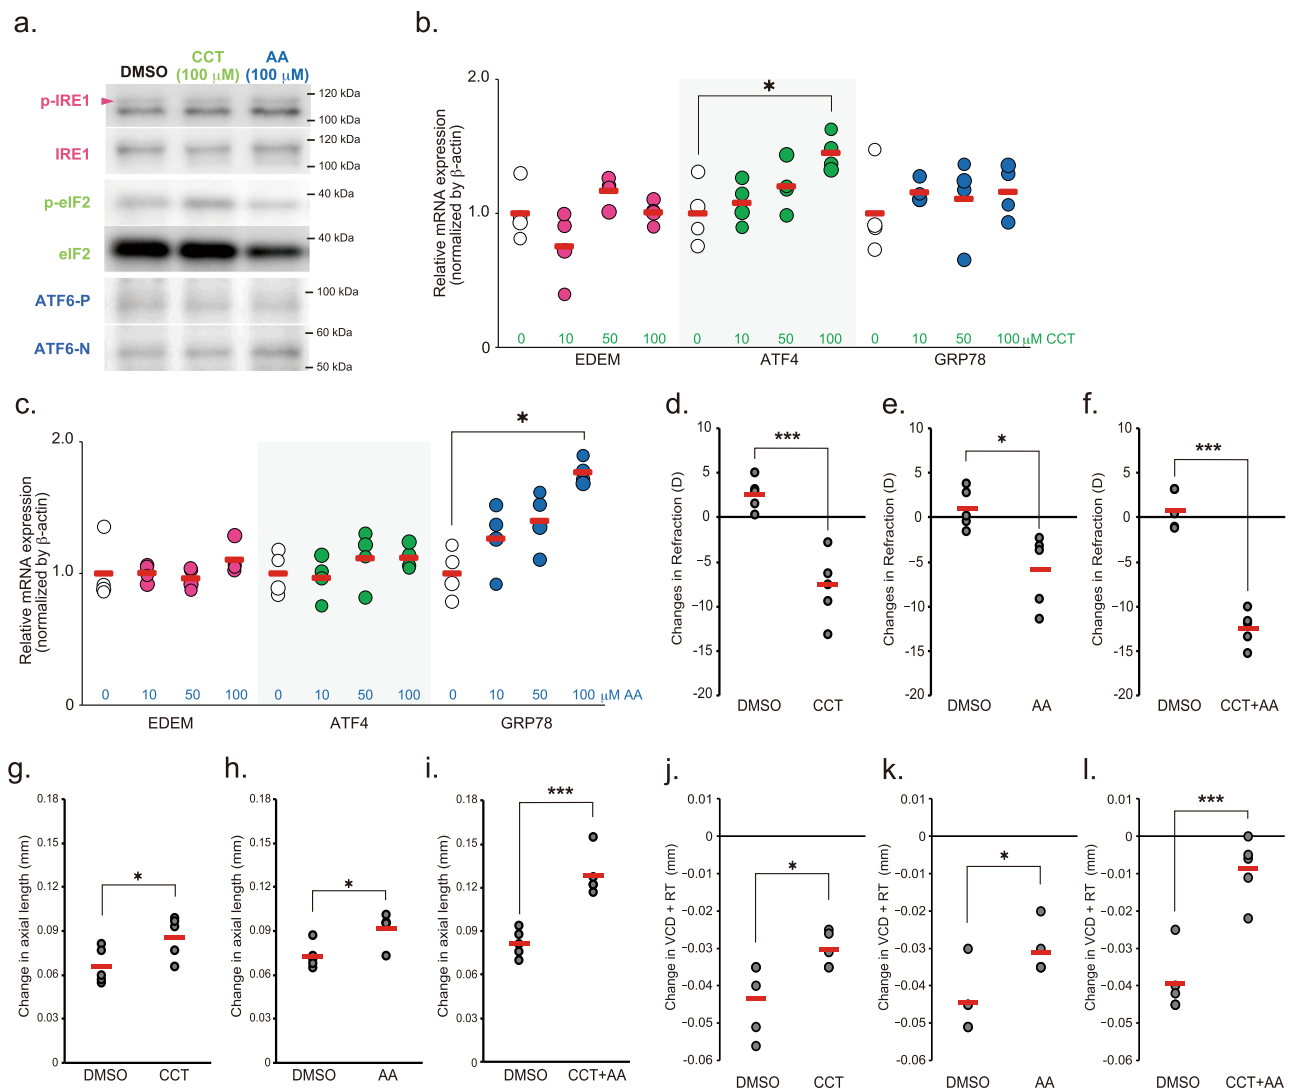 a.
DMSO
CCT
(100 μM)
AA
(100 μM)
p-IRE1
120 kDa
100 kDa
IRE1
120 kDa
100 kDa
p-eIF2
40 kDa
eIF2
40 kDa
ATF6-P
100 kDa
ATF6-N
60 kDa
50 kDa
b.
Relative mRNA expression
(normalized by β-actin)
2.0
1.0
0
*
0 10 50 100 0 10 50 100 0 10 50 100 μM CCT
EDEM ATF4 GRP78
c.
Relative mRNA expression
(normalized by β-actin)
2.0
1.0
0
*
0 10 50 100 0 10 50 100 0 10 50 100 μM AA
EDEM ATF4 GRP78
d.
Changes in Refraction (D)
10
5
0
−5
−10
−15
−20
***
DMSO CCT
e.
Changes in Refraction (D)
10
5
0
−5
−10
−15
−20
*
DMSO AA
f.
Changes in Refraction (D)
10
5
0
−5
−10
−15
−20
***
DMSO CCT+AA
g.
Change in axial length (mm)
0.18
0.15
0.12
0.09
0.06
0.03
0
*
DMSO CCT
h.
Change in axial length (mm)
0.18
0.15
0.12
0.09
0.06
0.03
0
*
DMSO AA
i.
Change in axial length (mm)
0.18
0.15
0.12
0.09
0.06
0.03
0
***
DMSO CCT+AA
j.
Change in VCD + RT (mm)
0.01
0
−0.01
−0.02
−0.03
−0.04
−0.05
−0.06
*
DMSO CCT
k.
Change in VCD + RT (mm)
0.01
0
−0.01
−0.02
−0.03
−0.04
−0.05
−0.06
*
DMSO AA
l.
Change in VCD + RT (mm)
0.01
0
−0.01
−0.02
−0.03
−0.04
−0.05
−0.06
***
DMSO CCT+AA